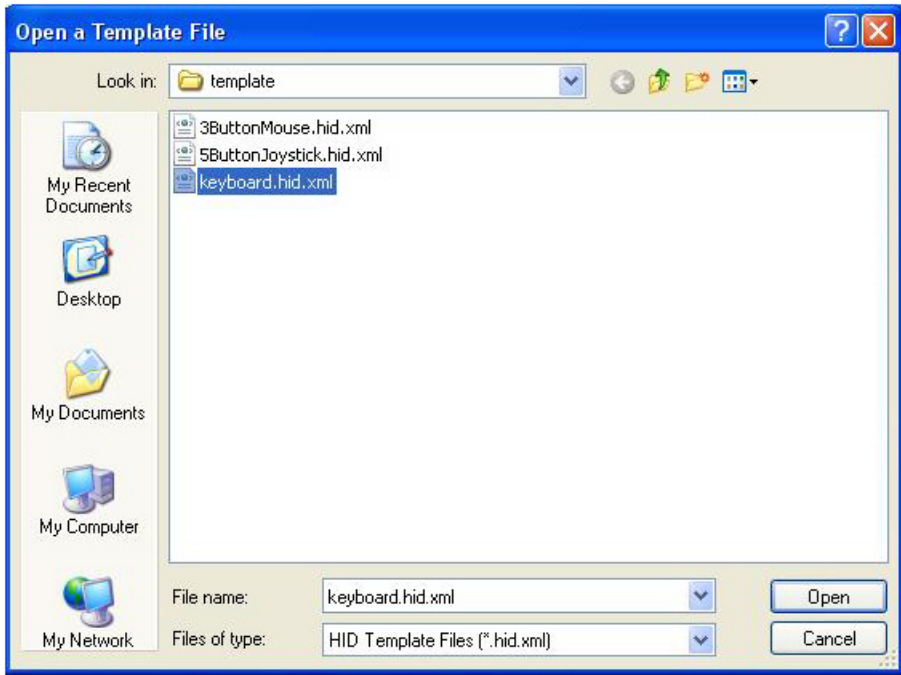 Open a Template File
Look in: template
3ButtonMouse.hid.xml
5ButtonJoystick.hid.xml
keyboard.hid.xml
My Recent
Documents
Desktop
My Documents
My Computer
My Network
File name: keyboard.hid.xml Open
Files of type: HID Template Files (*.hid.xml) Cancel